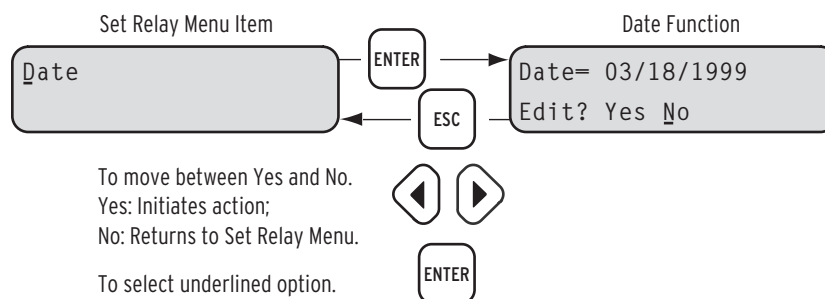 Set Relay Menu Item
Date Function
Date
ENTER
Date= 03/18/1999
Edit? Yes No
ESC
To move between Yes and No.
Yes: Initiates action;
No: Returns to Set Relay Menu.
To select underlined option.
ENTER